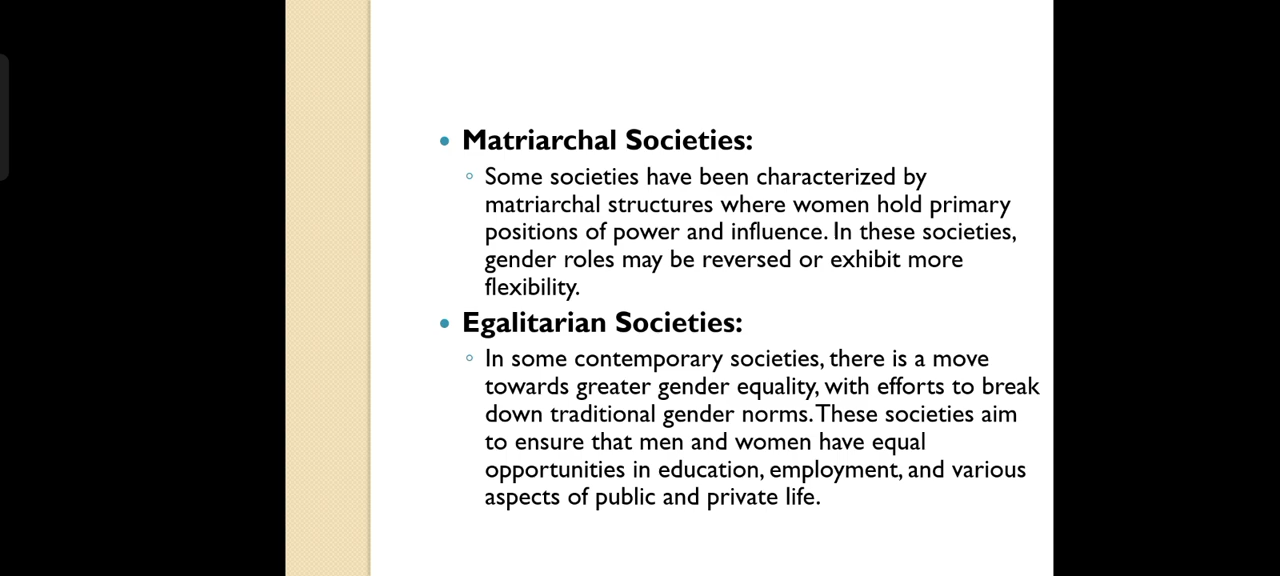 • Matriarchal Societies:
◦ Some societies have been characterized by
matriarchal structures where women hold primary
positions of power and influence. In these societies,
gender roles may be reversed or exhibit more
flexibility.
• Egalitarian Societies:
◦ In some contemporary societies, there is a move
towards greater gender equality, with efforts to break
down traditional gender norms. These societies aim
to ensure that men and women have equal
opportunities in education, employment, and various
aspects of public and private life.